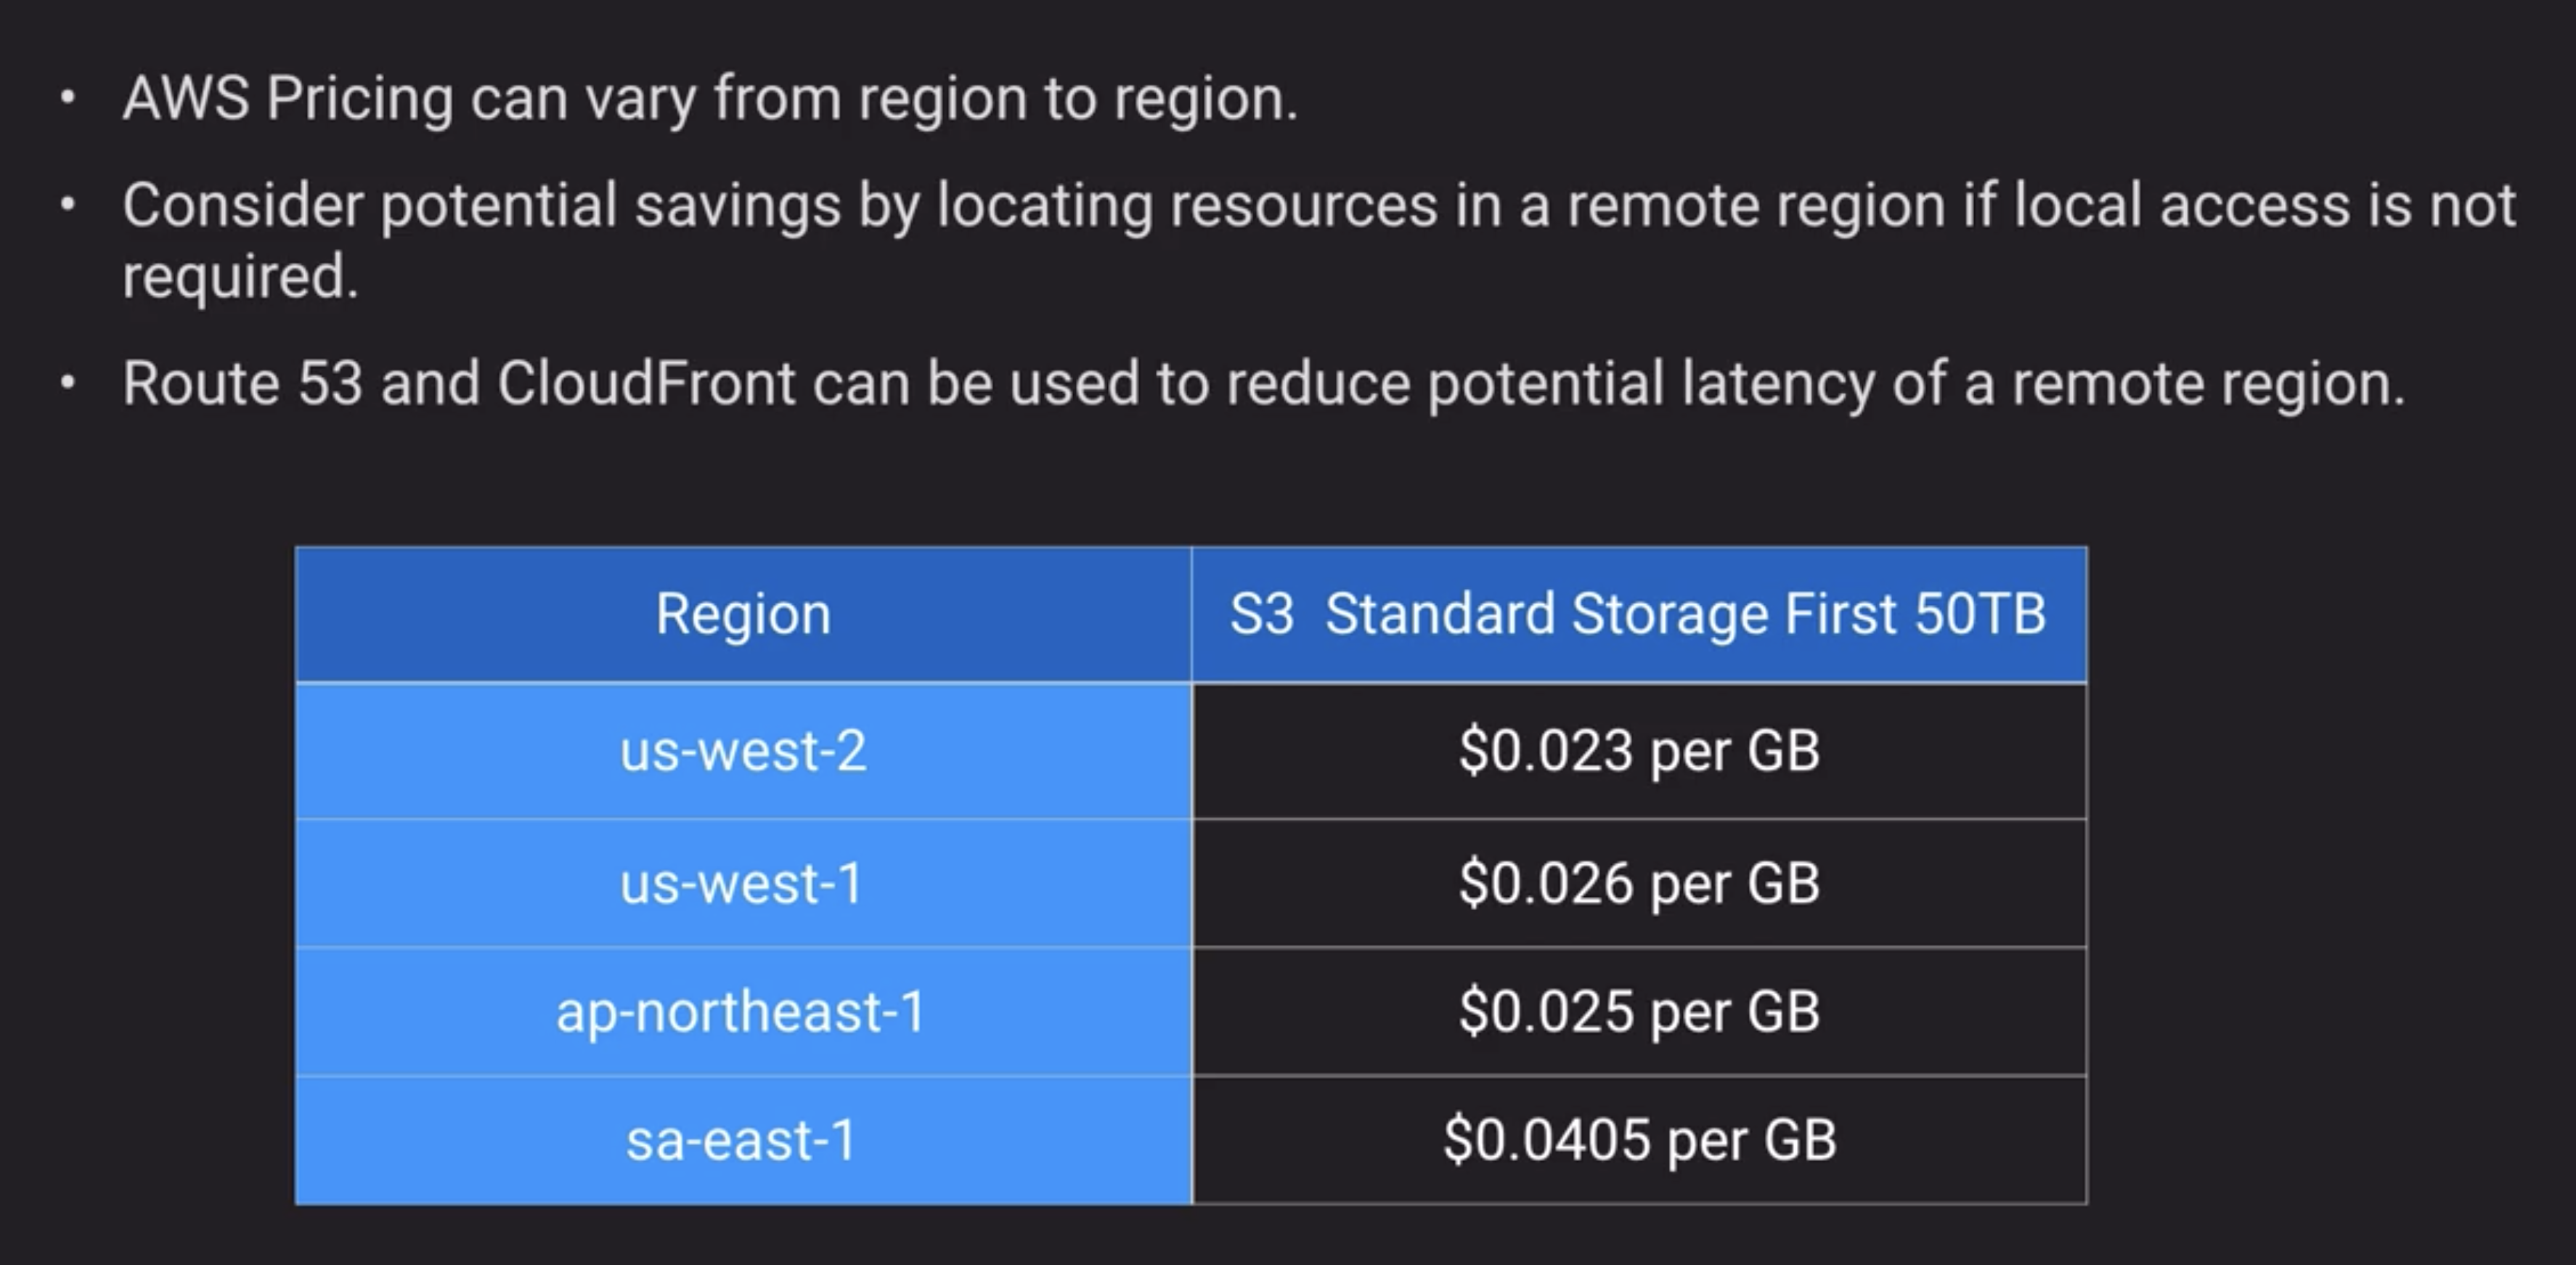 • AWS Pricing can vary from region to region.
• Consider potential savings by locating resources in a remote region if local access is not
required.
• Route 53 and CloudFront can be used to reduce potential latency of a remote region.
Region S3 Standard Storage First 50TB
us-west-2 $0.023 per GB
us-west-1 $0.026 per GB
ap-northeast-1 $0.025 per GB
sa-east-1 $0.0405 per GB